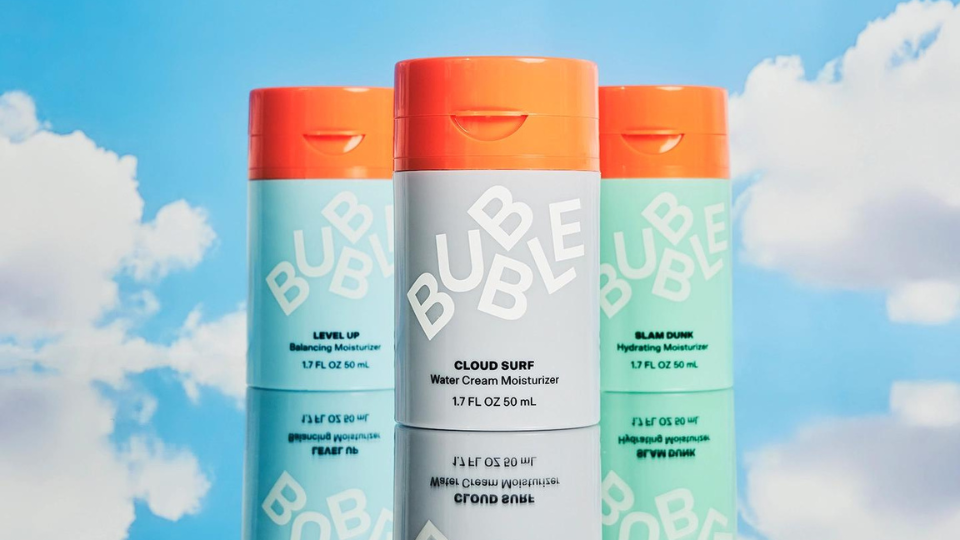 BUBBLE
LEVEL UP
Balancing Moisturizer
1.7 FL OZ 50 mL
BUBBLE
CLOUD SURF
Water Cream Moisturizer
1.7 FL OZ 50 mL
BUBBLE
SLAM DUNK
Hydrating Moisturizer
1.7 FL OZ 50 mL